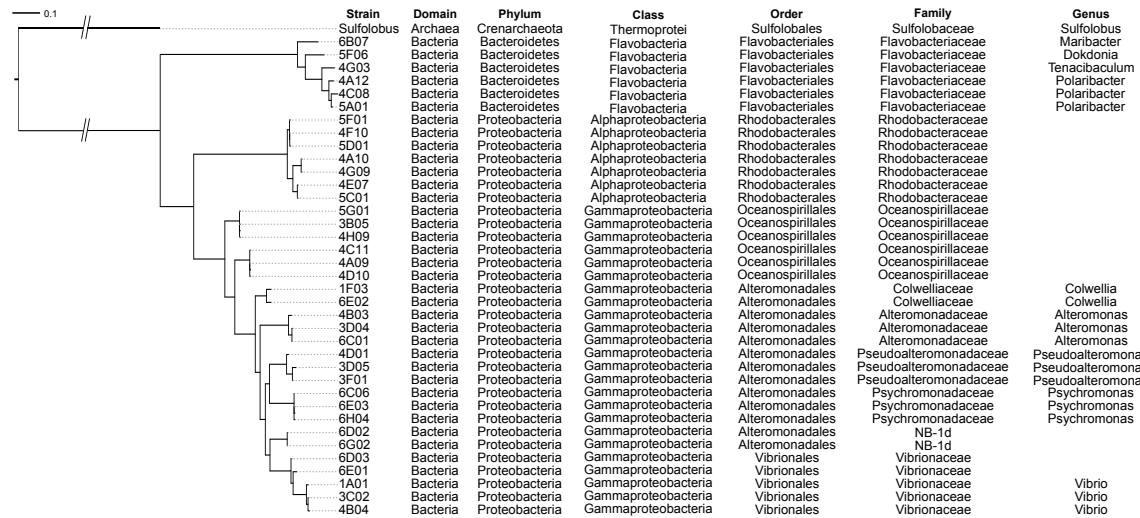 0.1 Strain Domain Phylum Class Order Family Genus
Sulfolobus Archaea Crenarchaeota Thermoprotei Sulfolobales Sulfolobaceae Sulfolobus
6B07 Bacteria Bacteroidetes Flavobacteria Flavobacteriales Flavobacteriaceae Maribacter
5F06 Bacteria Bacteroidetes Flavobacteria Flavobacteriales Flavobacteriaceae Dokdonia
4G03 Bacteria Bacteroidetes Flavobacteria Flavobacteriales Flavobacteriaceae Tenacibaculum
4A12 Bacteria Bacteroidetes Flavobacteria Flavobacteriales Flavobacteriaceae Polaribacter
4C08 Bacteria Bacteroidetes Flavobacteria Flavobacteriales Flavobacteriaceae Polaribacter
5A01 Bacteria Bacteroidetes Flavobacteria Flavobacteriales Flavobacteriaceae Polaribacter
5F01 Bacteria Proteobacteria Alphaproteobacteria Rhodobacterales Rhodobacteraceae
4F10 Bacteria Proteobacteria Alphaproteobacteria Rhodobacterales Rhodobacteraceae
5D01 Bacteria Proteobacteria Alphaproteobacteria Rhodobacterales Rhodobacteraceae
4A10 Bacteria Proteobacteria Alphaproteobacteria Rhodobacterales Rhodobacteraceae
4G09 Bacteria Proteobacteria Alphaproteobacteria Rhodobacterales Rhodobacteraceae
4E07 Bacteria Proteobacteria Alphaproteobacteria Rhodobacterales Rhodobacteraceae
5C01 Bacteria Proteobacteria Alphaproteobacteria Rhodobacterales Rhodobacteraceae
5G01 Bacteria Proteobacteria Gammaproteobacteria Oceanospirillales Oceanospirillaceae
3B05 Bacteria Proteobacteria Gammaproteobacteria Oceanospirillales Oceanospirillaceae
4H09 Bacteria Proteobacteria Gammaproteobacteria Oceanospirillales Oceanospirillaceae
4C11 Bacteria Proteobacteria Gammaproteobacteria Oceanospirillales Oceanospirillaceae
4A09 Bacteria Proteobacteria Gammaproteobacteria Oceanospirillales Oceanospirillaceae
4D10 Bacteria Proteobacteria Gammaproteobacteria Oceanospirillales Oceanospirillaceae
1F03 Bacteria Proteobacteria Gammaproteobacteria Alteromonadales Colwelliaceae Colwellia
6E02 Bacteria Proteobacteria Gammaproteobacteria Alteromonadales Colwelliaceae Colwellia
4B03 Bacteria Proteobacteria Gammaproteobacteria Alteromonadales Alteromonadaceae Alteromonas
3D04 Bacteria Proteobacteria Gammaproteobacteria Alteromonadales Alteromonadaceae Alteromonas
6C01 Bacteria Proteobacteria Gammaproteobacteria Alteromonadales Alteromonadaceae Alteromonas
4D01 Bacteria Proteobacteria Gammaproteobacteria Alteromonadales Pseudoalteromonadaceae Pseudoalteromona
3D05 Bacteria Proteobacteria Gammaproteobacteria Alteromonadales Pseudoalteromonadaceae Pseudoalteromona
3F01 Bacteria Proteobacteria Gammaproteobacteria Alteromonadales Pseudoalteromonadaceae Pseudoalteromona
6C06 Bacteria Proteobacteria Gammaproteobacteria Alteromonadales Psychromonadaceae Psychromonas
6E03 Bacteria Proteobacteria Gammaproteobacteria Alteromonadales Psychromonadaceae Psychromonas
6H04 Bacteria Proteobacteria Gammaproteobacteria Alteromonadales Psychromonadaceae Psychromonas
6D02 Bacteria Proteobacteria Gammaproteobacteria Alteromonadales NB-1d
6G02 Bacteria Proteobacteria Gammaproteobacteria Alteromonadales NB-1d
6D03 Bacteria Proteobacteria Gammaproteobacteria Vibrionales Vibrionaceae
6E01 Bacteria Proteobacteria Gammaproteobacteria Vibrionales Vibrionaceae
1A01 Bacteria Proteobacteria Gammaproteobacteria Vibrionales Vibrionaceae Vibrio
3C02 Bacteria Proteobacteria Gammaproteobacteria Vibrionales Vibrionaceae Vibrio
4B04 Bacteria Proteobacteria Gammaproteobacteria Vibrionales Vibrionaceae Vibrio